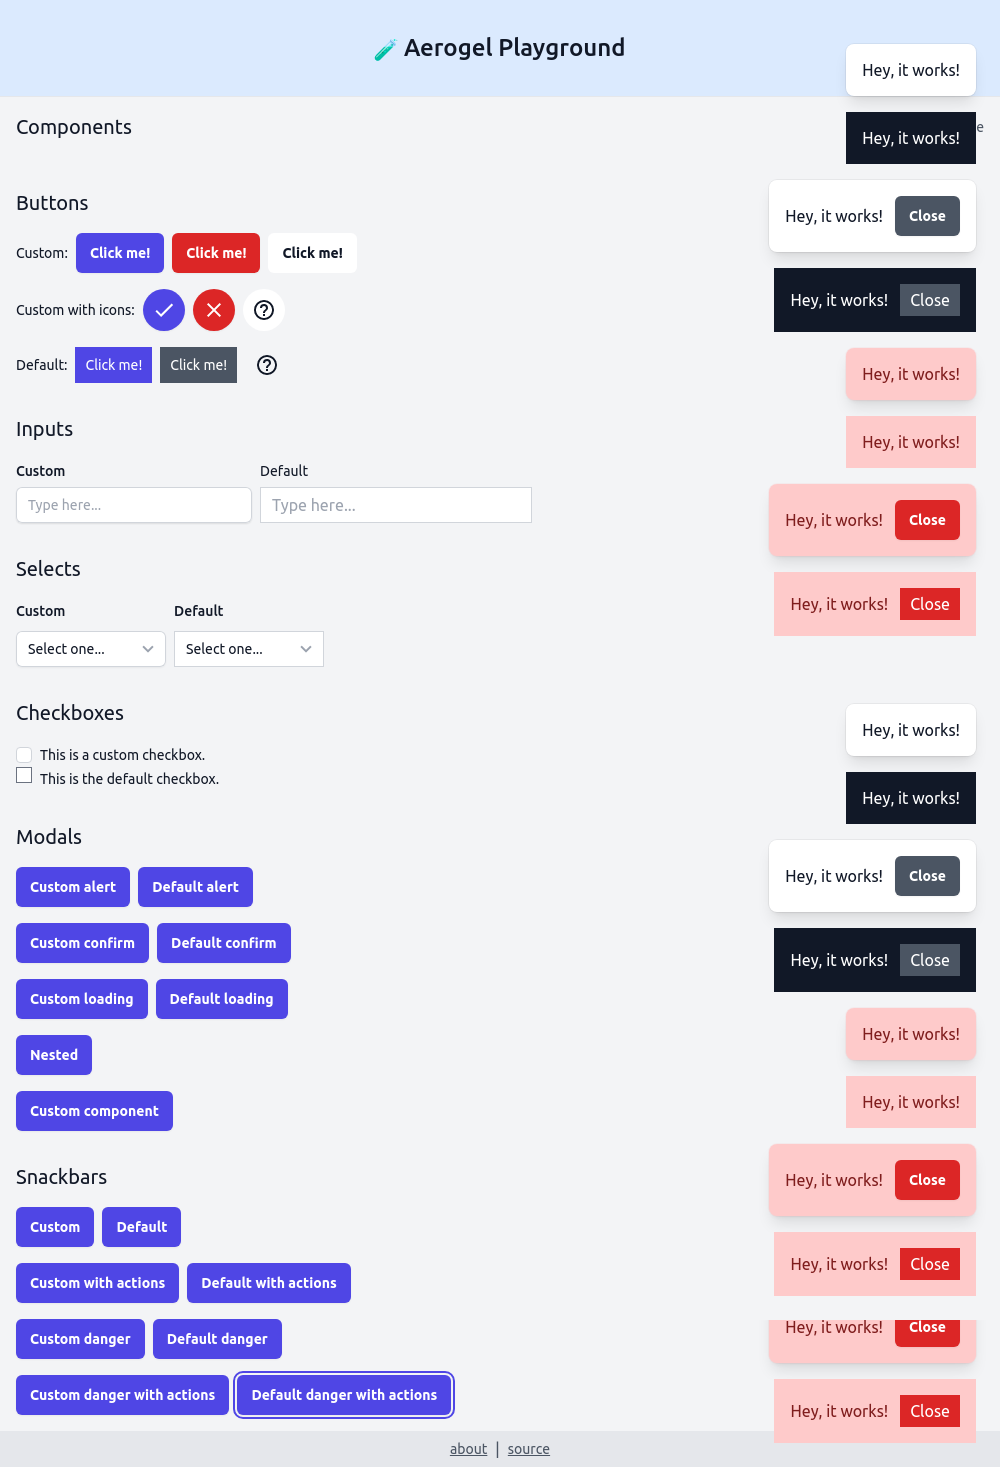 Aerogel Playground
Components
Buttons
Custom: Click me! Click me! Click me!
Custom with icons:
Default: Click me! Click me!
Inputs
Custom Default
Type here... Type here...
Selects
Custom Default
Select one... Select one...
Checkboxes
This is a custom checkbox.
This is the default checkbox.
Modals
Custom alert Default alert
Custom confirm Default confirm
Custom loading Default loading
Nested
Custom component
Snackbars
Custom Default
Custom with actions Default with actions
Custom danger Default danger
Custom danger with actions Default danger with actions
Hey, it works!
Hey, it works!
Hey, it works! Close
Hey, it works! Close
Hey, it works!
Hey, it works!
Hey, it works! Close
Hey, it works! Close
Hey, it works!
Hey, it works!
Hey, it works! Close
Hey, it works! Close
Hey, it works!
Hey, it works!
Hey, it works! Close
Hey, it works! Close
Hey, it works! Close
Hey, it works! Close
about | source